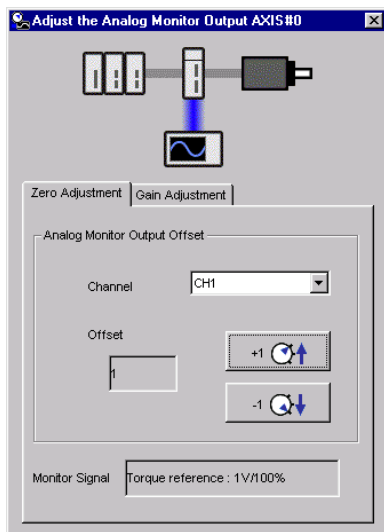 Adjust the Analog Monitor Output AXIS#0
Zero Adjustment
Gain Adjustment
Analog Monitor Output Offset
Channel
CH1
Offset
1
+1
-1
Monitor Signal
Torque reference : 1V/100%